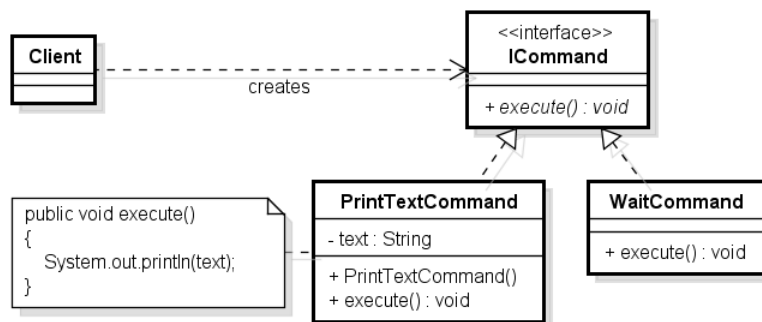 <<interface>>
ICommand
+ execute() : void
Client
creates
PrintTextCommand
- text : String
+ PrintTextCommand()
+ execute() : void
WaitCommand
+ execute() : void
public void execute()
{
System.out.println(text);
}